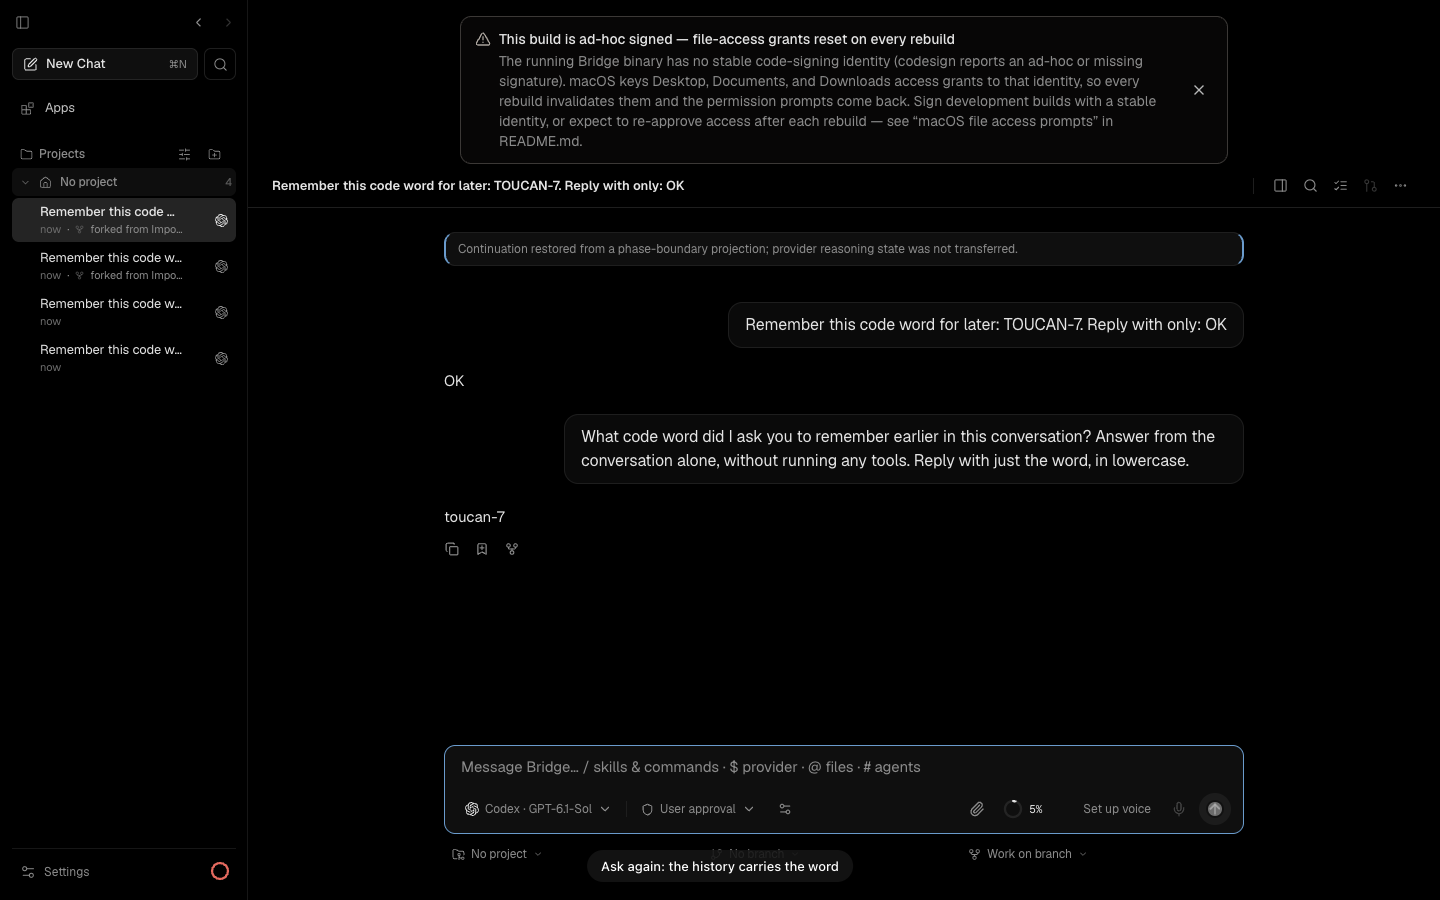 This build is ad-hoc signed — file-access grants reset on every rebuild
The running Bridge binary has no stable code-signing identity (codesign reports an ad-hoc or missing
signature). macOS keys Desktop, Documents, and Downloads access grants to that identity, so every
rebuild invalidates them and the permission prompts come back. Sign development builds with a stable
identity, or expect to re-approve access after each rebuild — see “macOS file access prompts” in
README.md.
New Chat ⌘N
Apps
Projects
No project 4
Remember this code ...
now · forked from Impo...
Remember this code w...
now · forked from Impo...
Remember this code w...
now
Remember this code w...
now
Settings
Remember this code word for later: TOUCAN-7. Reply with only: OK
Continuation restored from a phase-boundary projection; provider reasoning state was not transferred.
Remember this code word for later: TOUCAN-7. Reply with only: OK
OK
What code word did I ask you to remember earlier in this conversation? Answer from the
conversation alone, without running any tools. Reply with just the word, in lowercase.
toucan-7
Message Bridge... / skills & commands · $ provider · @ files · # agents
Codex · GPT-6.1-Sol User approval 5% Set up voice
No project No branch Work on branch
Ask again: the history carries the word